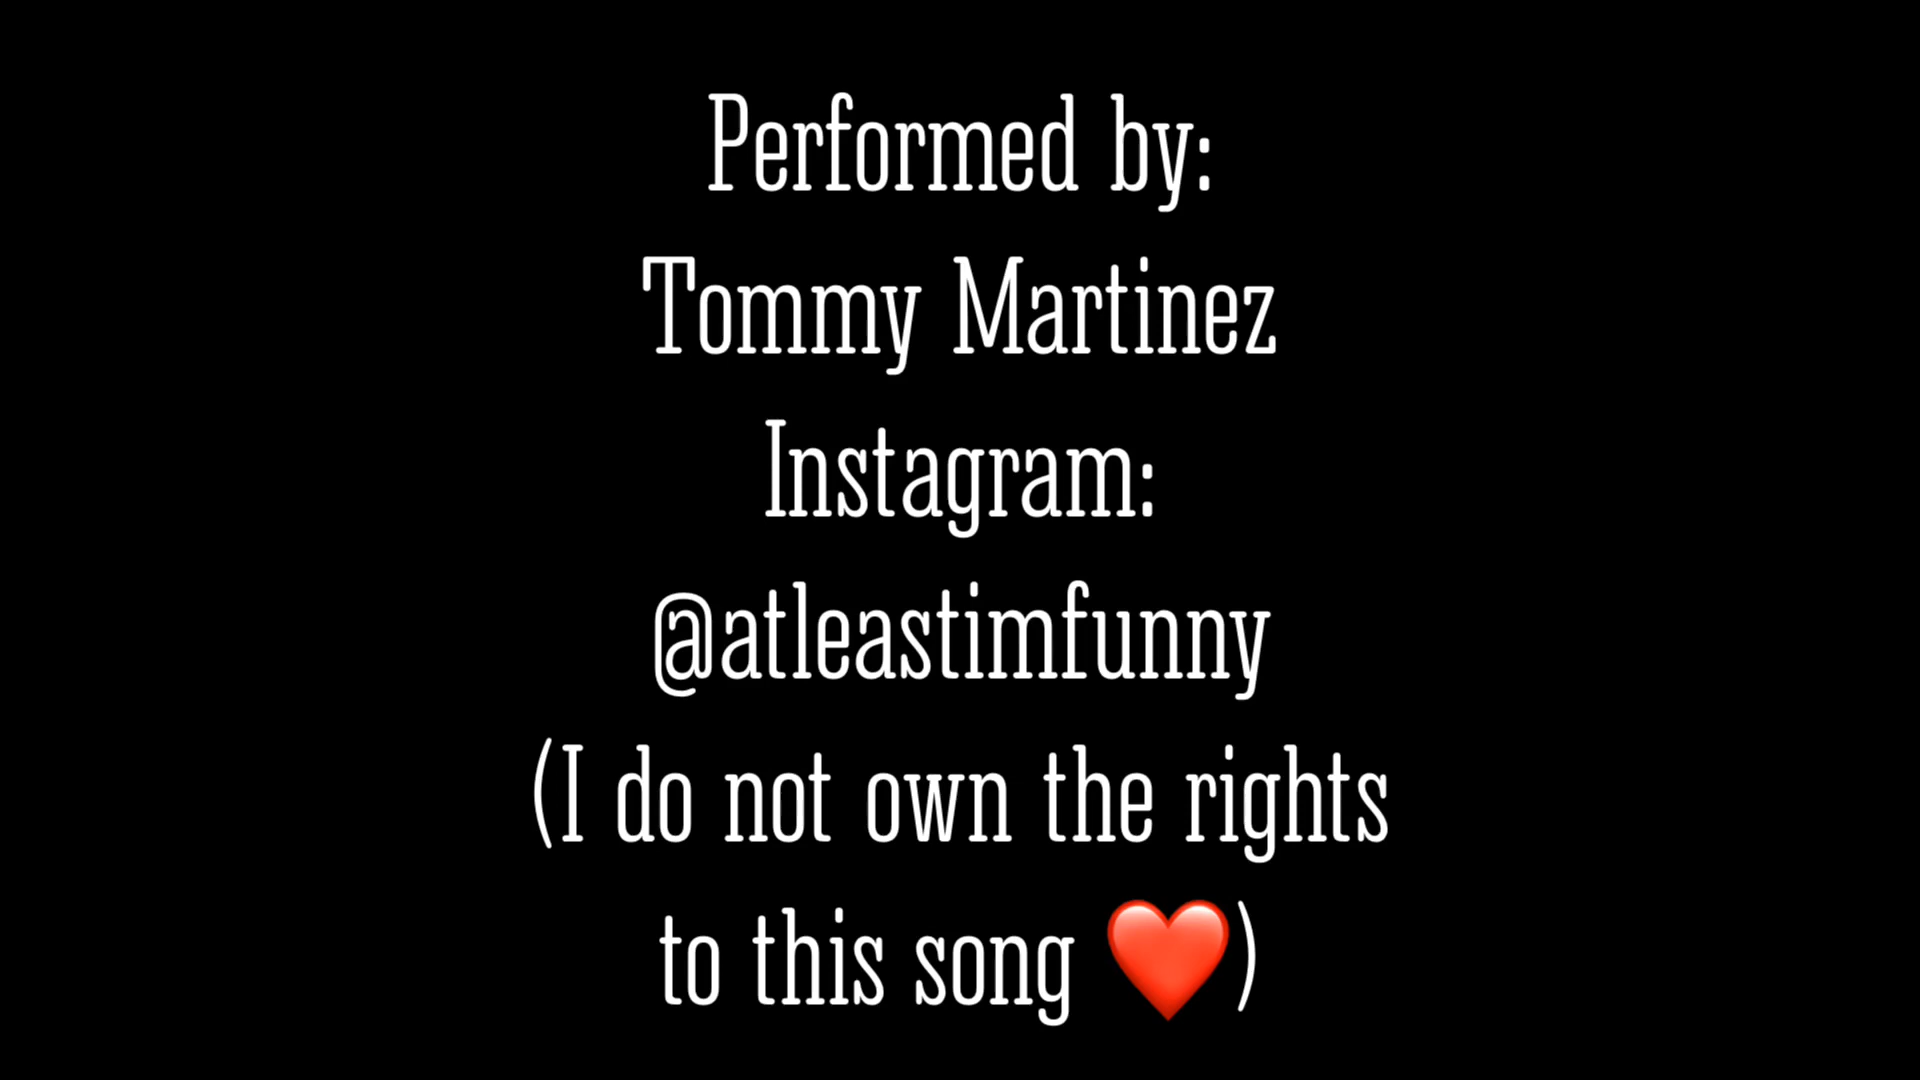 Performed by:
Tommy Martinez
Instagram:
@atleastimfunny
(I do not own the rights
to this song ❤️)